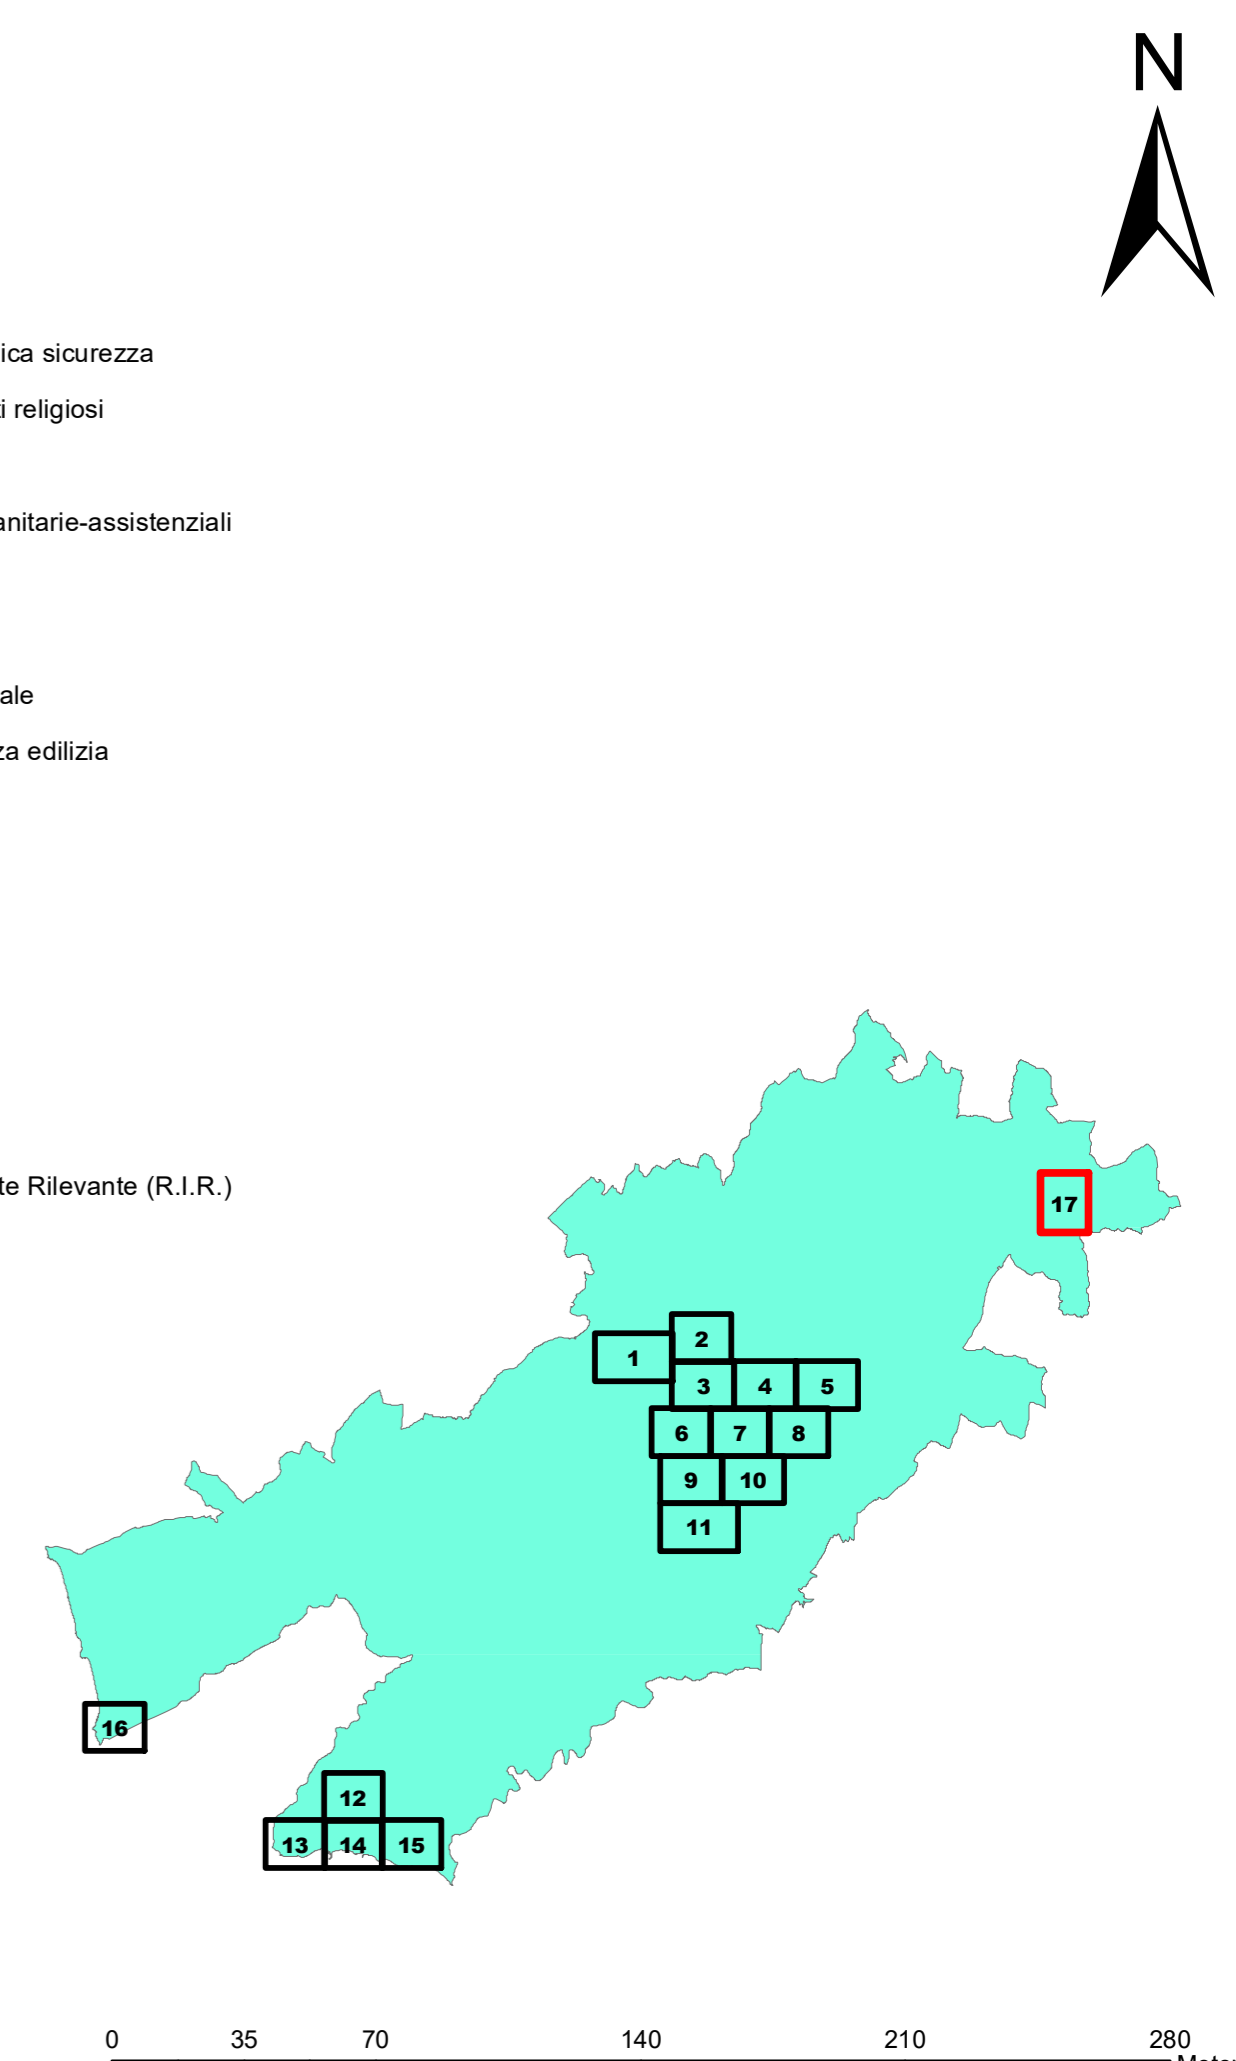 N
ica sicurezza
i religiosi
anitarie-assistenziali
ale
za edilizia
te Rilevante (R.I.R.)
17
2
1
3 4 5
6 7 8
9 10
11
16
12
13 14 15
0 35 70 140 210 280